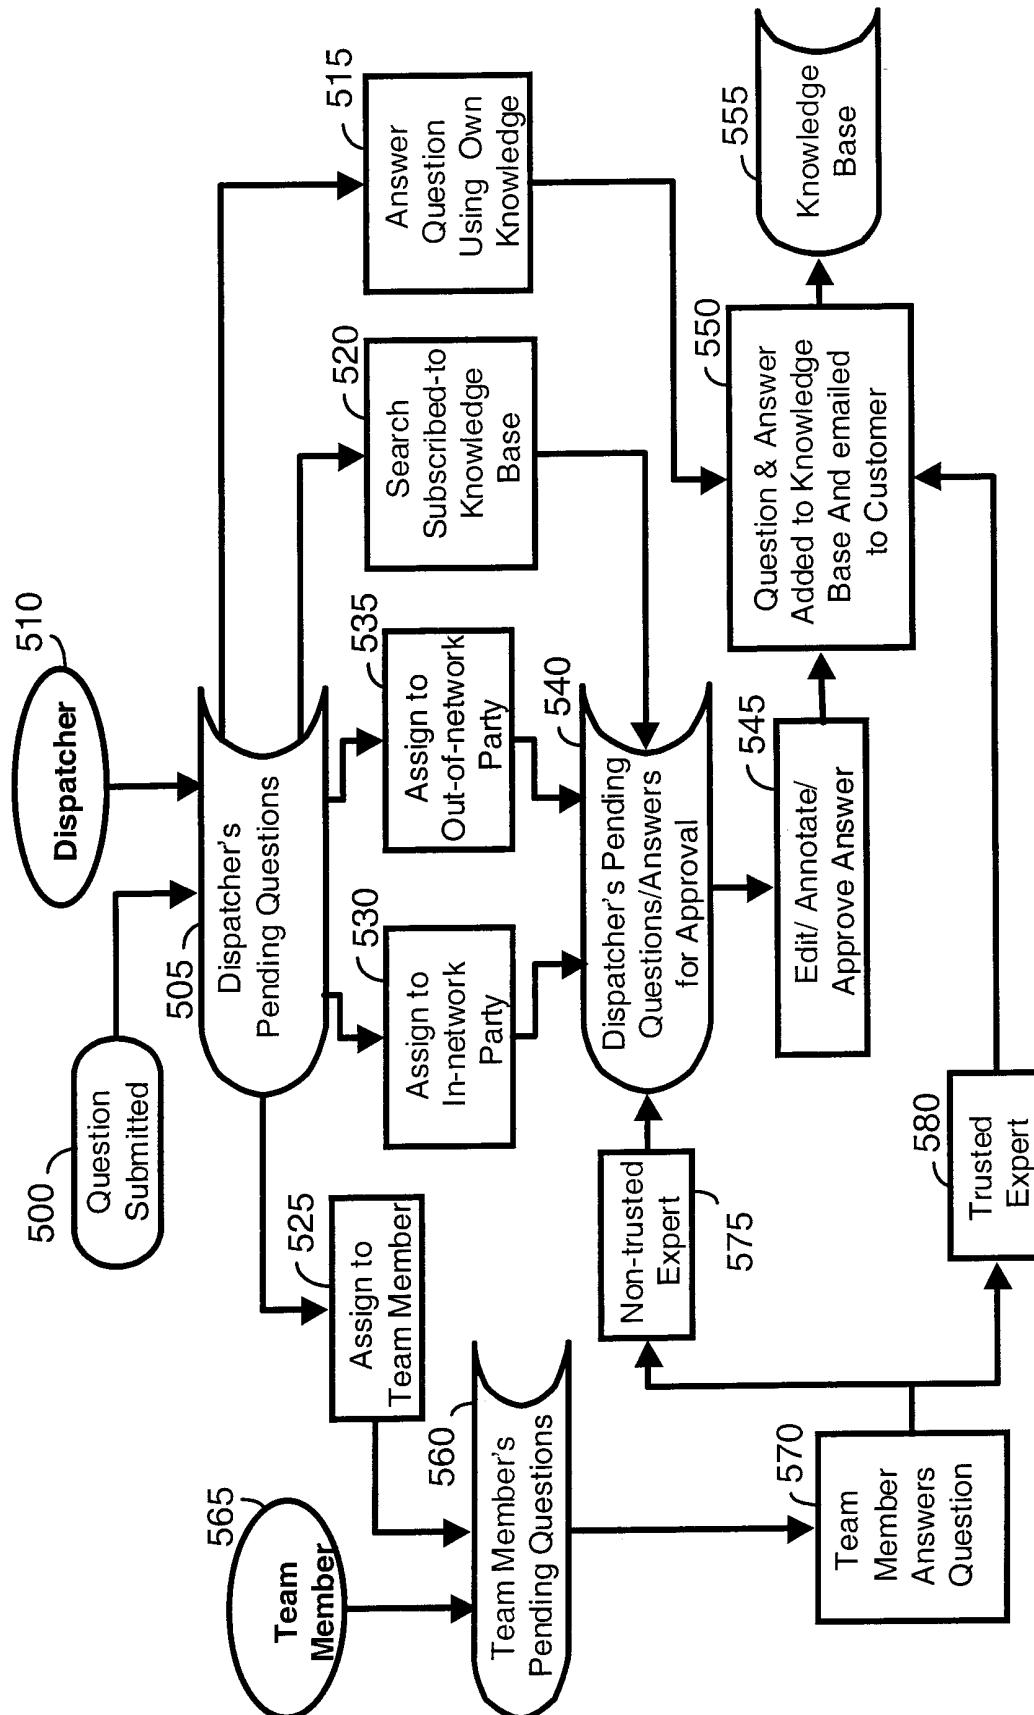 Dispatcher
510
500
Question
Submitted
505
Dispatcher's
Pending Questions
515
Answer
Question
Using Own
Knowledge
520
Search
Subscribed-to
Knowledge
Base
535
Assign to
Out-of-network
Party
530
Assign to
In-network
Party
525
Assign to
Team Member
565
Team
Member
560
Team Member's
Pending Questions
540
Dispatcher's Pending
Questions/Answers
for Approval
575
Non-trusted
Expert
545
Edit/ Annotate/
Approve Answer
550
Question & Answer
Added to Knowledge
Base And emailed
to Customer
555
Knowledge
Base
570
Team
Member
Answers
Question
580
Trusted
Expert